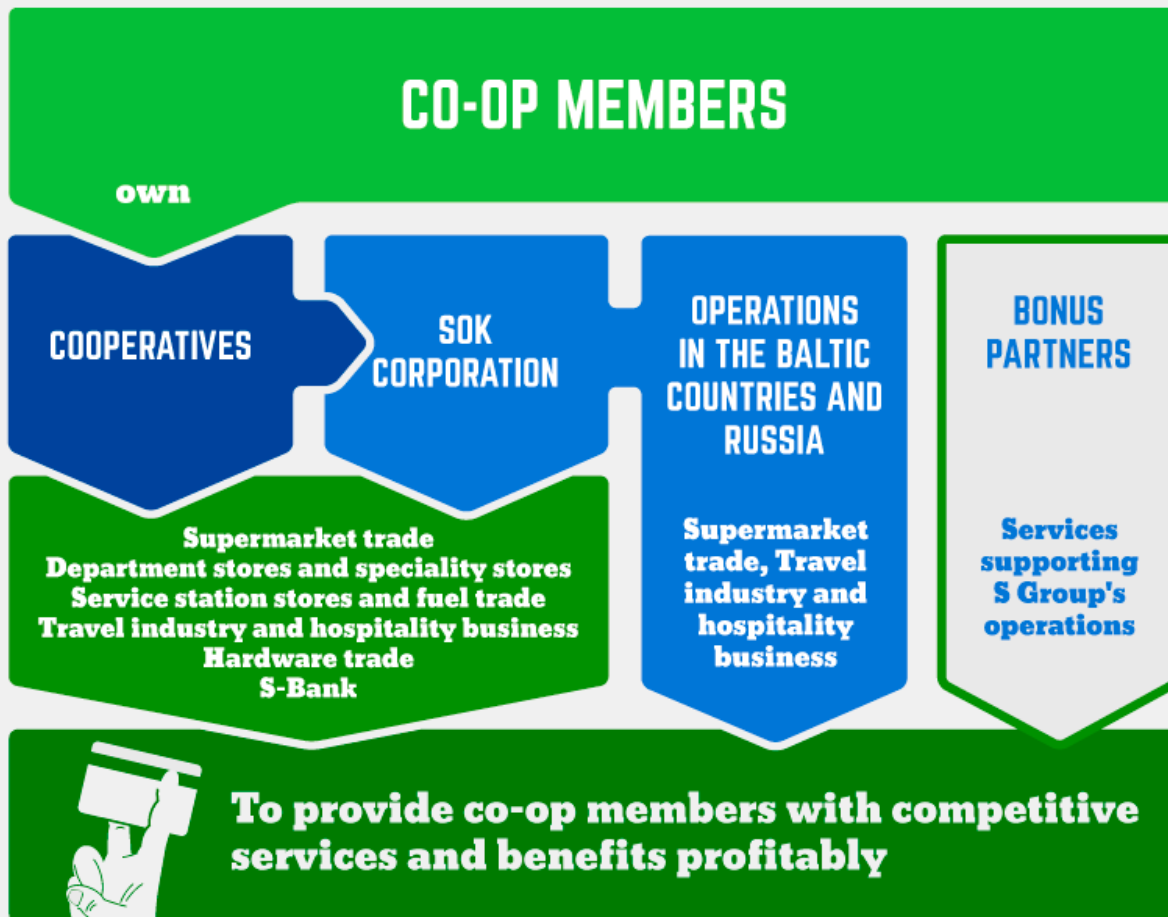 CO-OP MEMBERS
own
COOPERATIVES
SOK
CORPORATION
OPERATIONS
IN THE BALTIC
COUNTRIES AND
RUSSIA
BONUS
PARTNERS
Supermarket trade
Department stores and speciality stores
Service station stores and fuel trade
Travel industry and hospitality business
Hardware trade
S-Bank
Supermarket
trade, Travel
industry and
hospitality
business
Services
supporting
S Group's
operations
To provide co-op members with competitive
services and benefits profitably